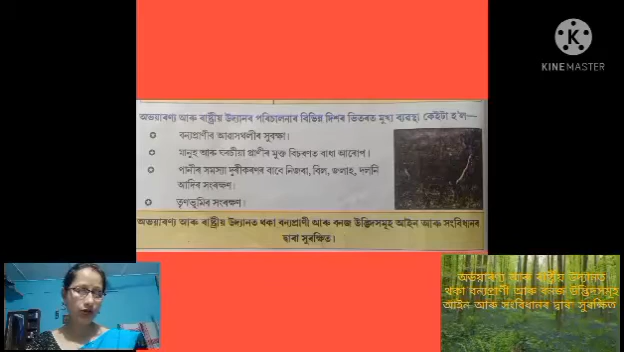 KINEMASTER
অভয়াৰণ্য আৰু ৰাষ্ট্ৰীয় উদ্যানৰ পৰিচালনাৰ বিভিন্ন দিশৰ ভিতৰত মুখ্য ব্যৱস্থা কেইটা হ'ল—
বন্যপ্ৰাণীৰ আৱাসস্থলীৰ সুৰক্ষা।
মানুহ আৰু ঘৰচীয়া প্ৰাণীৰ মুক্ত বিচৰণত বাধা আৰোপ।
পানীৰ সমস্যা দূৰীকৰণৰ বাবে নিজৰা, বিল, জলাহ, দলনি
আদিৰ সংৰক্ষণ।
তৃণভূমিৰ সংৰক্ষণ।
অভয়াৰণ্য আৰু ৰাষ্ট্ৰীয় উদ্যানত থকা বন্যপ্ৰাণী আৰু বনজ উদ্ভিদসমূহ আইন আৰু সংবিধানৰ
দ্বাৰা সুৰক্ষিত।
অভয়াৰণ্য আৰু ৰাষ্ট্ৰীয় উদ্যানত
থকা বন্যপ্ৰাণী আৰু বনজ উদ্ভিদসমূহ
আইন আৰু সংবিধানৰ দ্বাৰা সুৰক্ষিত